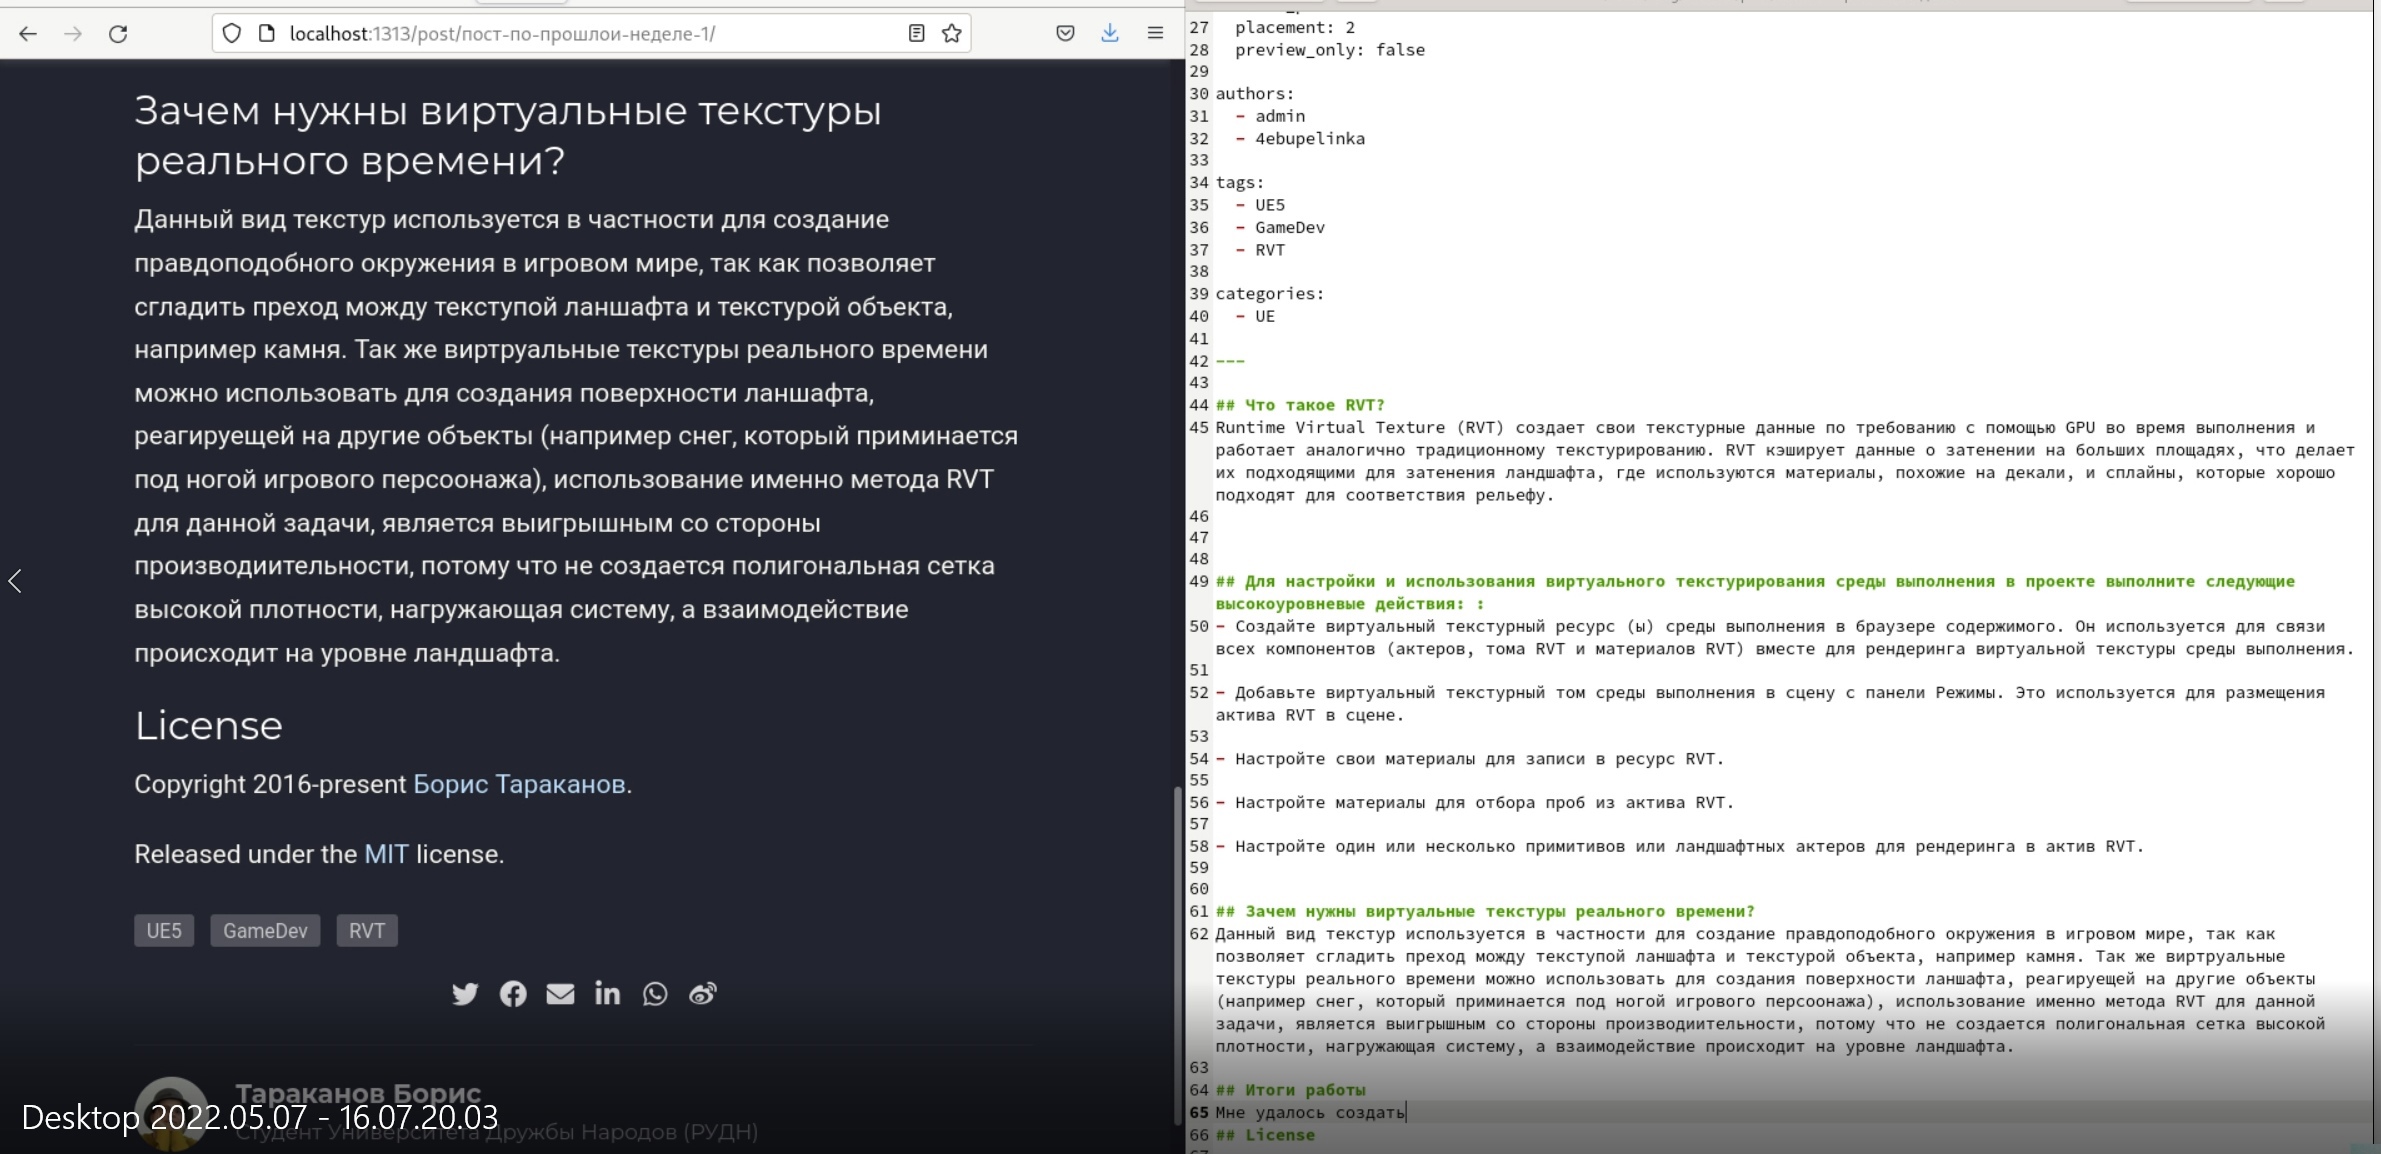 localhost:1313/post/пост-по-прошлои-неделе-1/
Зачем нужны виртуальные текстуры
реального времени?
Данный вид текстур используется в частности для создание
правдоподобного окружения в игровом мире, так как позволяет
сгладить преход можду текступой ланшафта и текстурой объекта,
например камня. Так же виртруальные текстуры реального времени
можно использовать для создания поверхности ланшафта,
реагируещей на другие объекты (например снег, который приминается
под ногой игрового персоонажа), использование именно метода RVT
для данной задачи, является выигрышным со стороны
производиительности, потому что не создается полигональная сетка
высокой плотности, нагружающая систему, а взаимодействие
происходит на уровне ландшафта.
License
Copyright 2016-present Борис Тараканов.
Released under the MIT license.
UE5 GameDev RVT
Тараканов Борис
Студент Университета Дружбы Народов (РУДН)
Desktop 2022.05.07 - 16.07.20.03
27 placement: 2
28 preview_only: false
29
30 authors:
31 - admin
32 - 4ebupelinka
33
34 tags:
35 - UE5
36 - GameDev
37 - RVT
38
39 categories:
40 - UE
41
42 ---
43
44 ## Что такое RVT?
45 Runtime Virtual Texture (RVT) создает свои текстурные данные по требованию с помощью GPU во время выполнения и
работает аналогично традиционному текстурированию. RVT кэширует данные о затенении на больших площадях, что делает
их подходящими для затенения ландшафта, где используются материалы, похожие на декали, и сплайны, которые хорошо
подходят для соответствия рельефу.
46
47
48
49 ## Для настройки и использования виртуального текстурирования среды выполнения в проекте выполните следующие
высокоуровневые действия: :
50 - Создайте виртуальный текстурный ресурс (ы) среды выполнения в браузере содержимого. Он используется для связи
всех компонентов (актеров, тома RVT и материалов RVT) вместе для рендеринга виртуальной текстуры среды выполнения.
51
52 - Добавьте виртуальный текстурный том среды выполнения в сцену с панели Режимы. Это используется для размещения
актива RVT в сцене.
53
54 - Настройте свои материалы для записи в ресурс RVT.
55
56 - Настройте материалы для отбора проб из актива RVT.
57
58 - Настройте один или несколько примитивов или ландшафтных актеров для рендеринга в актив RVT.
59
60
61 ## Зачем нужны виртуальные текстуры реального времени?
62 Данный вид текстур используется в частности для создание правдоподобного окружения в игровом мире, так как
позволяет сгладить преход можду текступой ланшафта и текстурой объекта, например камня. Так же виртруальные
текстуры реального времени можно использовать для создания поверхности ланшафта, реагируещей на другие объекты
(например снег, который приминается под ногой игрового персоонажа), использование именно метода RVT для данной
задачи, является выигрышным со стороны производиительности, потому что не создается полигональная сетка высокой
плотности, нагружающая систему, а взаимодействие происходит на уровне ландшафта.
63
64 ## Итоги работы
65 Мне удалось создать
66 ## License